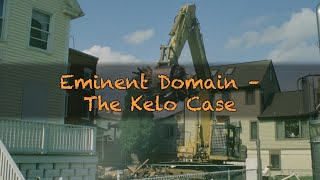 Eminent Domain –
The Kelo Case